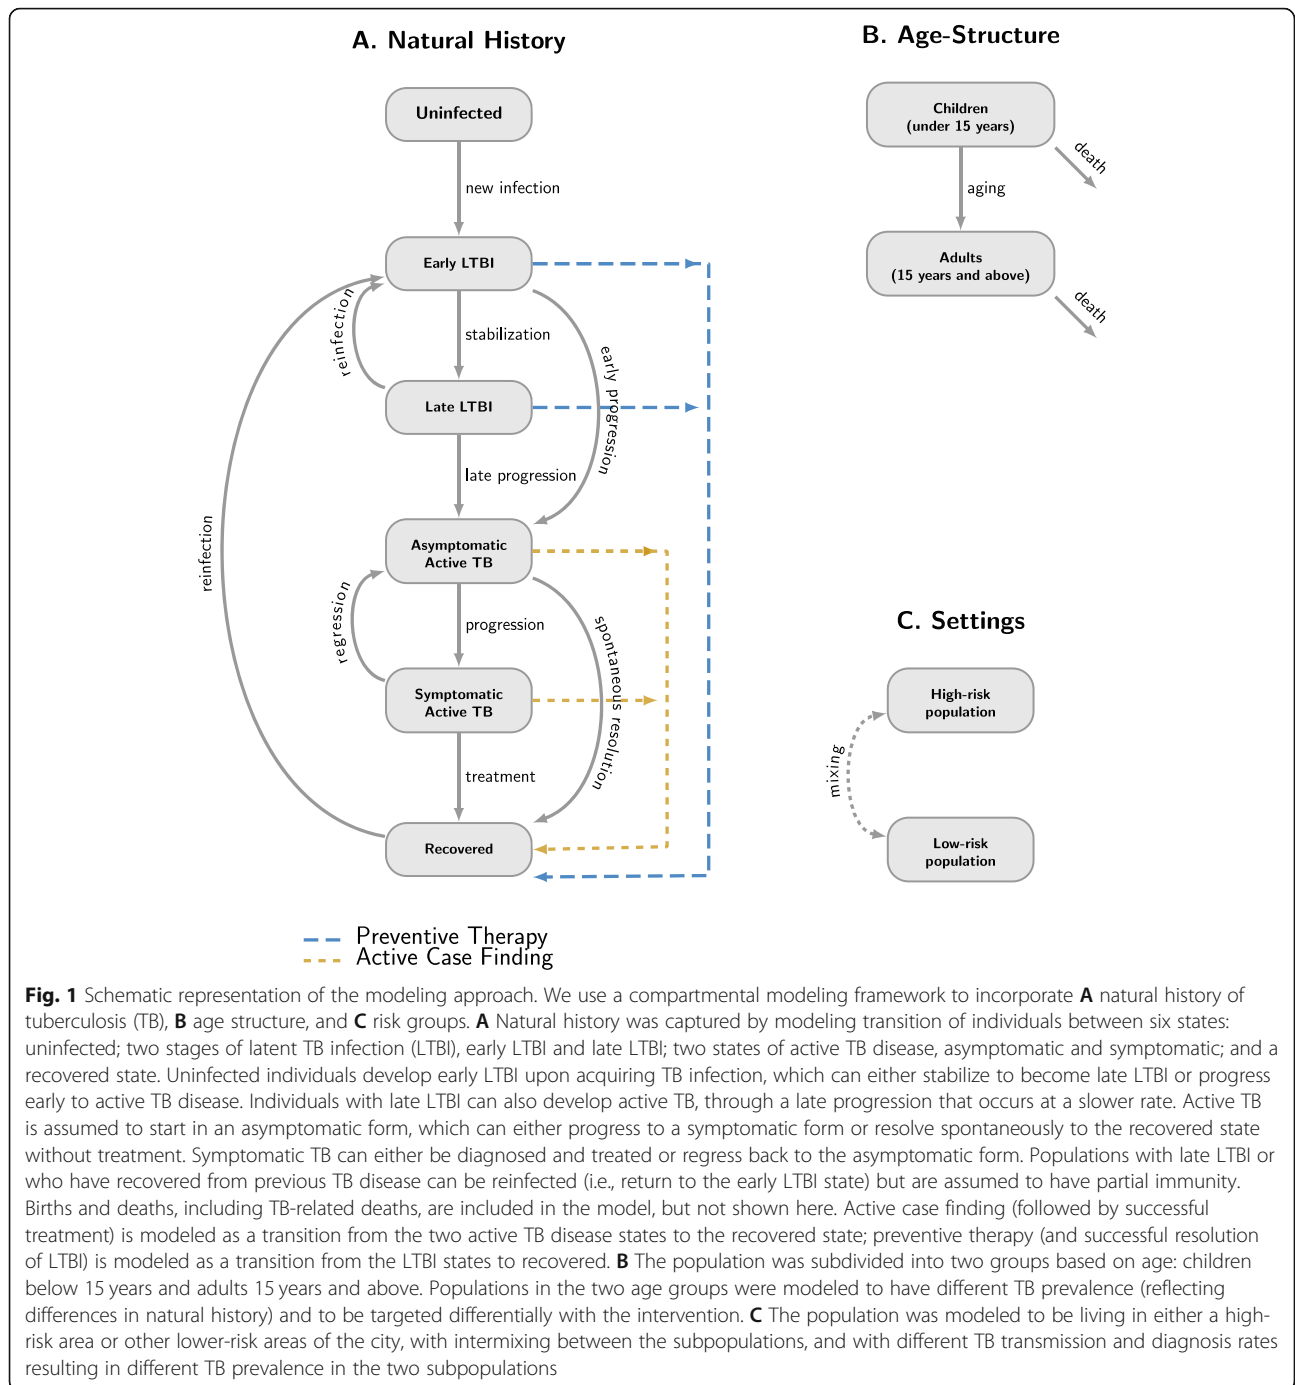 A. Natural History
Uninfected
new infection
Early LTBI
reinfection
stabilization
early progression
Late LTBI
late progression
reinfection
Asymptomatic
Active TB
regression
progression
spontaneous resolution
Symptomatic
Active TB
treatment
Recovered
Preventive Therapy
Active Case Finding
B. Age-Structure
Children
(under 15 years)
death
aging
Adults
(15 years and above)
death
C. Settings
High-risk
population
mixing
Low-risk
population
Fig. 1 Schematic representation of the modeling approach. We use a compartmental modeling framework to incorporate A natural history of
tuberculosis (TB), B age structure, and C risk groups. A Natural history was captured by modeling transition of individuals between six states:
uninfected; two stages of latent TB infection (LTBI), early LTBI and late LTBI; two states of active TB disease, asymptomatic and symptomatic; and a
recovered state. Uninfected individuals develop early LTBI upon acquiring TB infection, which can either stabilize to become late LTBI or progress
early to active TB disease. Individuals with late LTBI can also develop active TB, through a late progression that occurs at a slower rate. Active TB
is assumed to start in an asymptomatic form, which can either progress to a symptomatic form or resolve spontaneously to the recovered state
without treatment. Symptomatic TB can either be diagnosed and treated or regress back to the asymptomatic form. Populations with late LTBI or
who have recovered from previous TB disease can be reinfected (i.e., return to the early LTBI state) but are assumed to have partial immunity.
Births and deaths, including TB-related deaths, are included in the model, but not shown here. Active case finding (followed by successful
treatment) is modeled as a transition from the two active TB disease states to the recovered state; preventive therapy (and successful resolution
of LTBI) is modeled as a transition from the LTBI states to recovered. B The population was subdivided into two groups based on age: children
below 15 years and adults 15 years and above. Populations in the two age groups were modeled to have different TB prevalence (reflecting
differences in natural history) and to be targeted differentially with the intervention. C The population was modeled to be living in either a high-
risk area or other lower-risk areas of the city, with intermixing between the subpopulations, and with different TB transmission and diagnosis rates
resulting in different TB prevalence in the two subpopulations